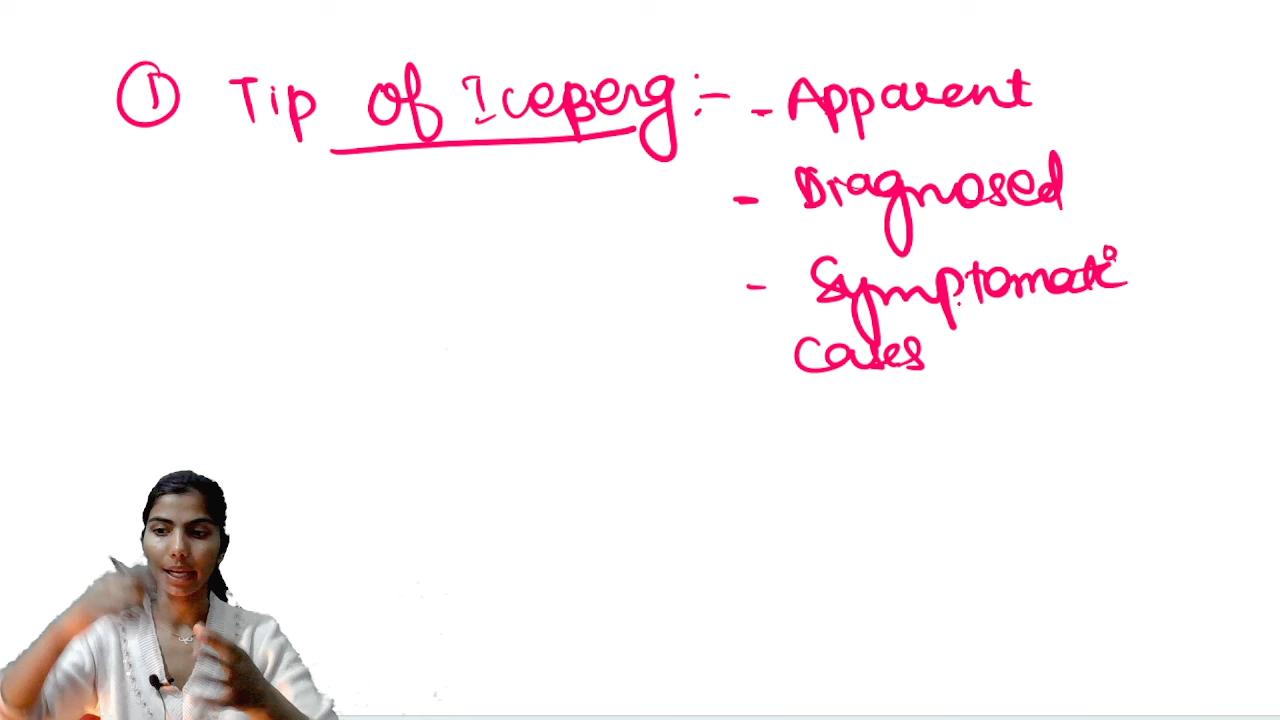 ① Tip of Iceberg :- - Apparent
- Diagnosed
- Symptomatic
Cases